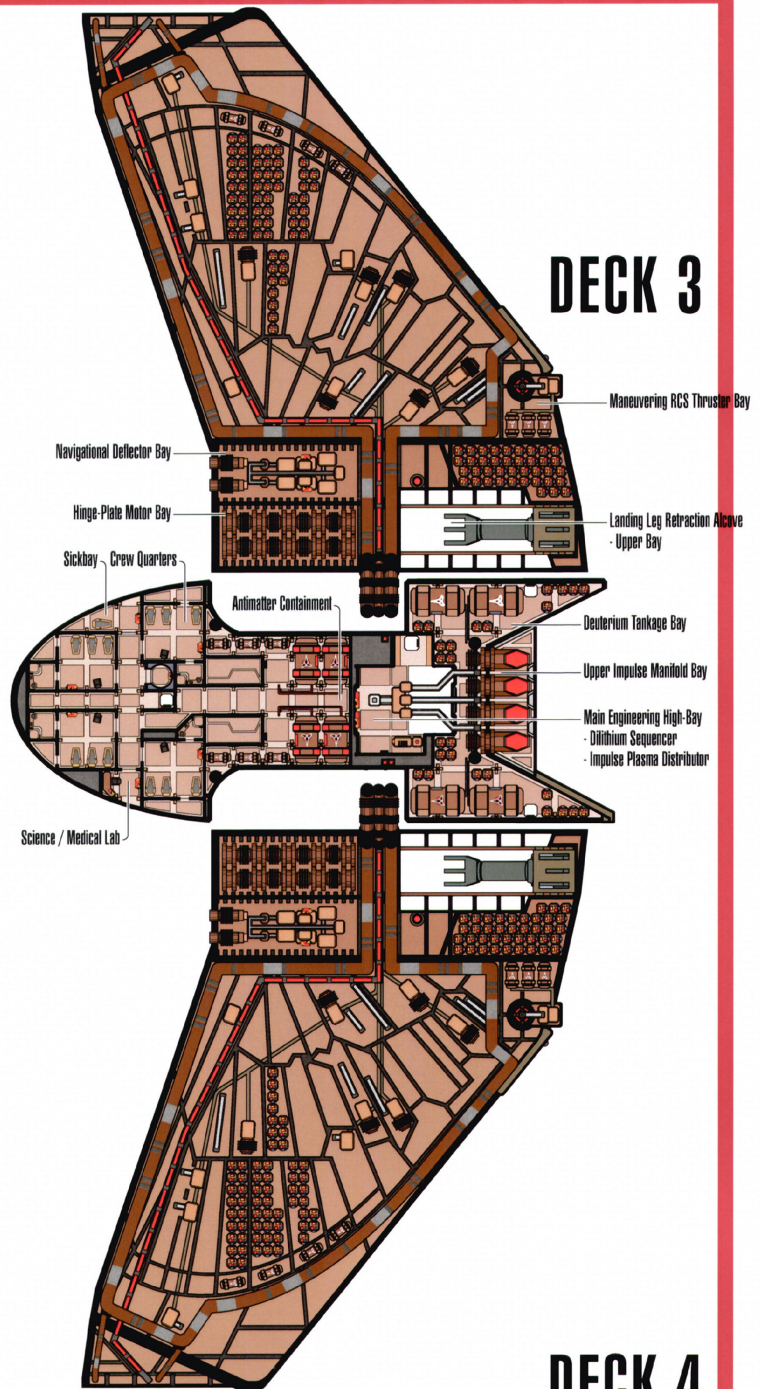 DECK 3
Maneuvering RCS Thruster Bay
Navigational Deflector Bay
Hinge-Plate Motor Bay
Landing Leg Retraction Alcove
- Upper Bay
Sickbay
Crew Quarters
Antimatter Containment
Deuterium Tankage Bay
Upper Impulse Manifold Bay
Main Engineering High-Bay
- Dilithium Sequencer
- Impulse Plasma Distributor
Science / Medical Lab
DECK 4